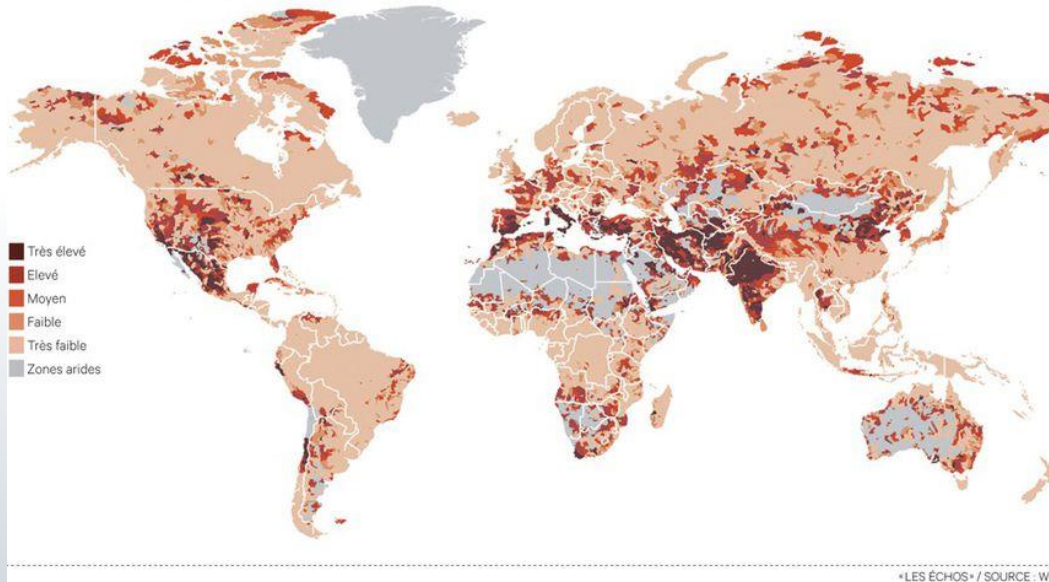 Très élevé
Elevé
Moyen
Faible
Très faible
Zones arides
«LES ÉCHOS» / SOURCE : W